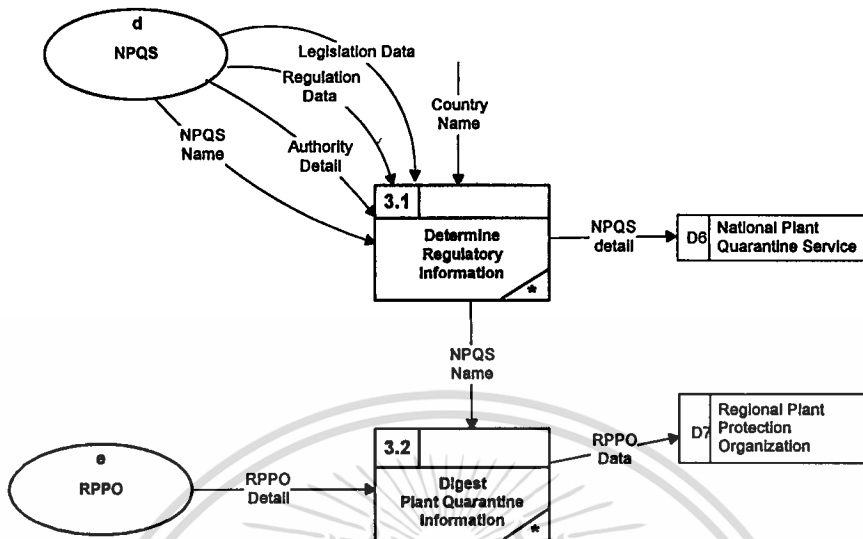 d
NPQS
Legislation Data
Regulation
Data
Country
Name
NPQS
Name
Authority
Detail
3.1
Determine
Regulatory
Information
*
NPQS
detail
D6
National Plant
Quarantine Service
NPQS
Name
e
RPPO
RPPO
Detail
3.2
Digest
Plant Quarantine
Information
*
RPPO
Data
D7
Regional Plant
Protection
Organization